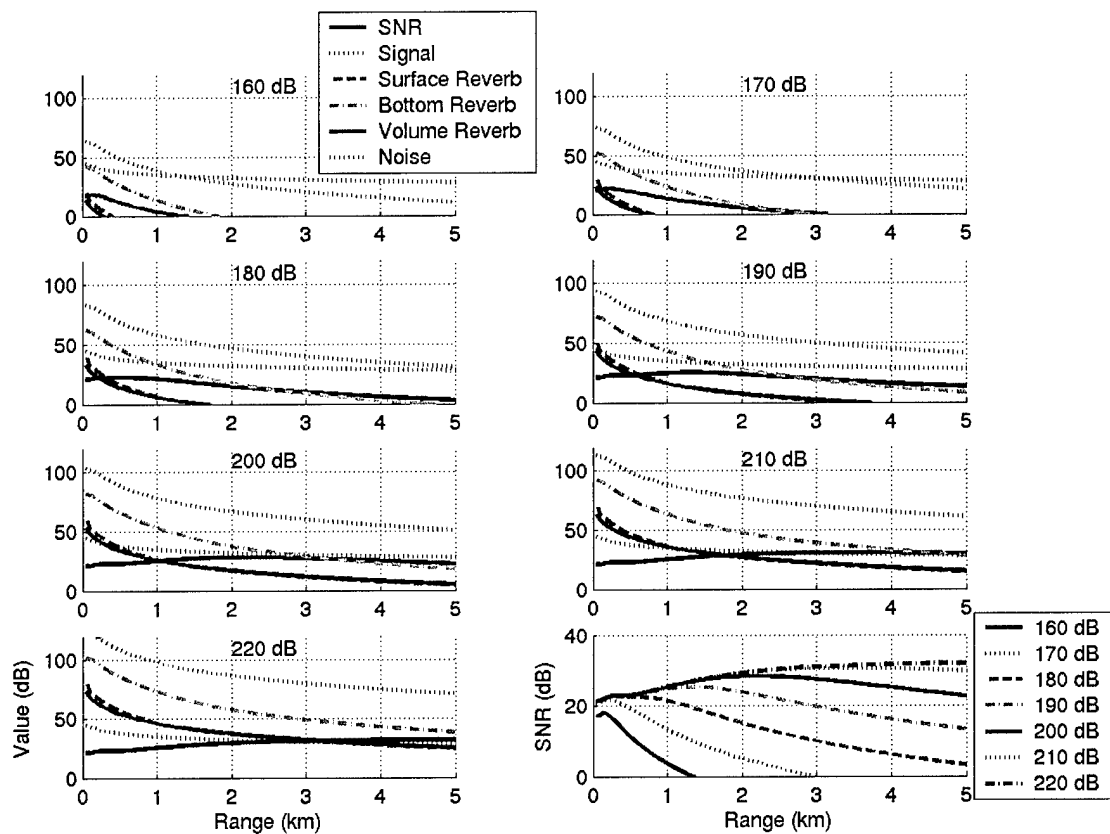 SNR
Signal
Surface Reverb
Bottom Reverb
Volume Reverb
Noise
160 dB
100
50
0
0 1 2 3 4 5
170 dB
100
50
0
0 1 2 3 4 5
180 dB
100
50
0
0 1 2 3 4 5
190 dB
100
50
0
0 1 2 3 4 5
200 dB
100
50
0
0 1 2 3 4 5
210 dB
100
50
0
0 1 2 3 4 5
220 dB
100
50
0
0 1 2 3 4 5
Value (dB)
Range (km)
40
20
0
0 1 2 3 4 5
SNR (dB)
Range (km)
160 dB
170 dB
180 dB
190 dB
200 dB
210 dB
220 dB